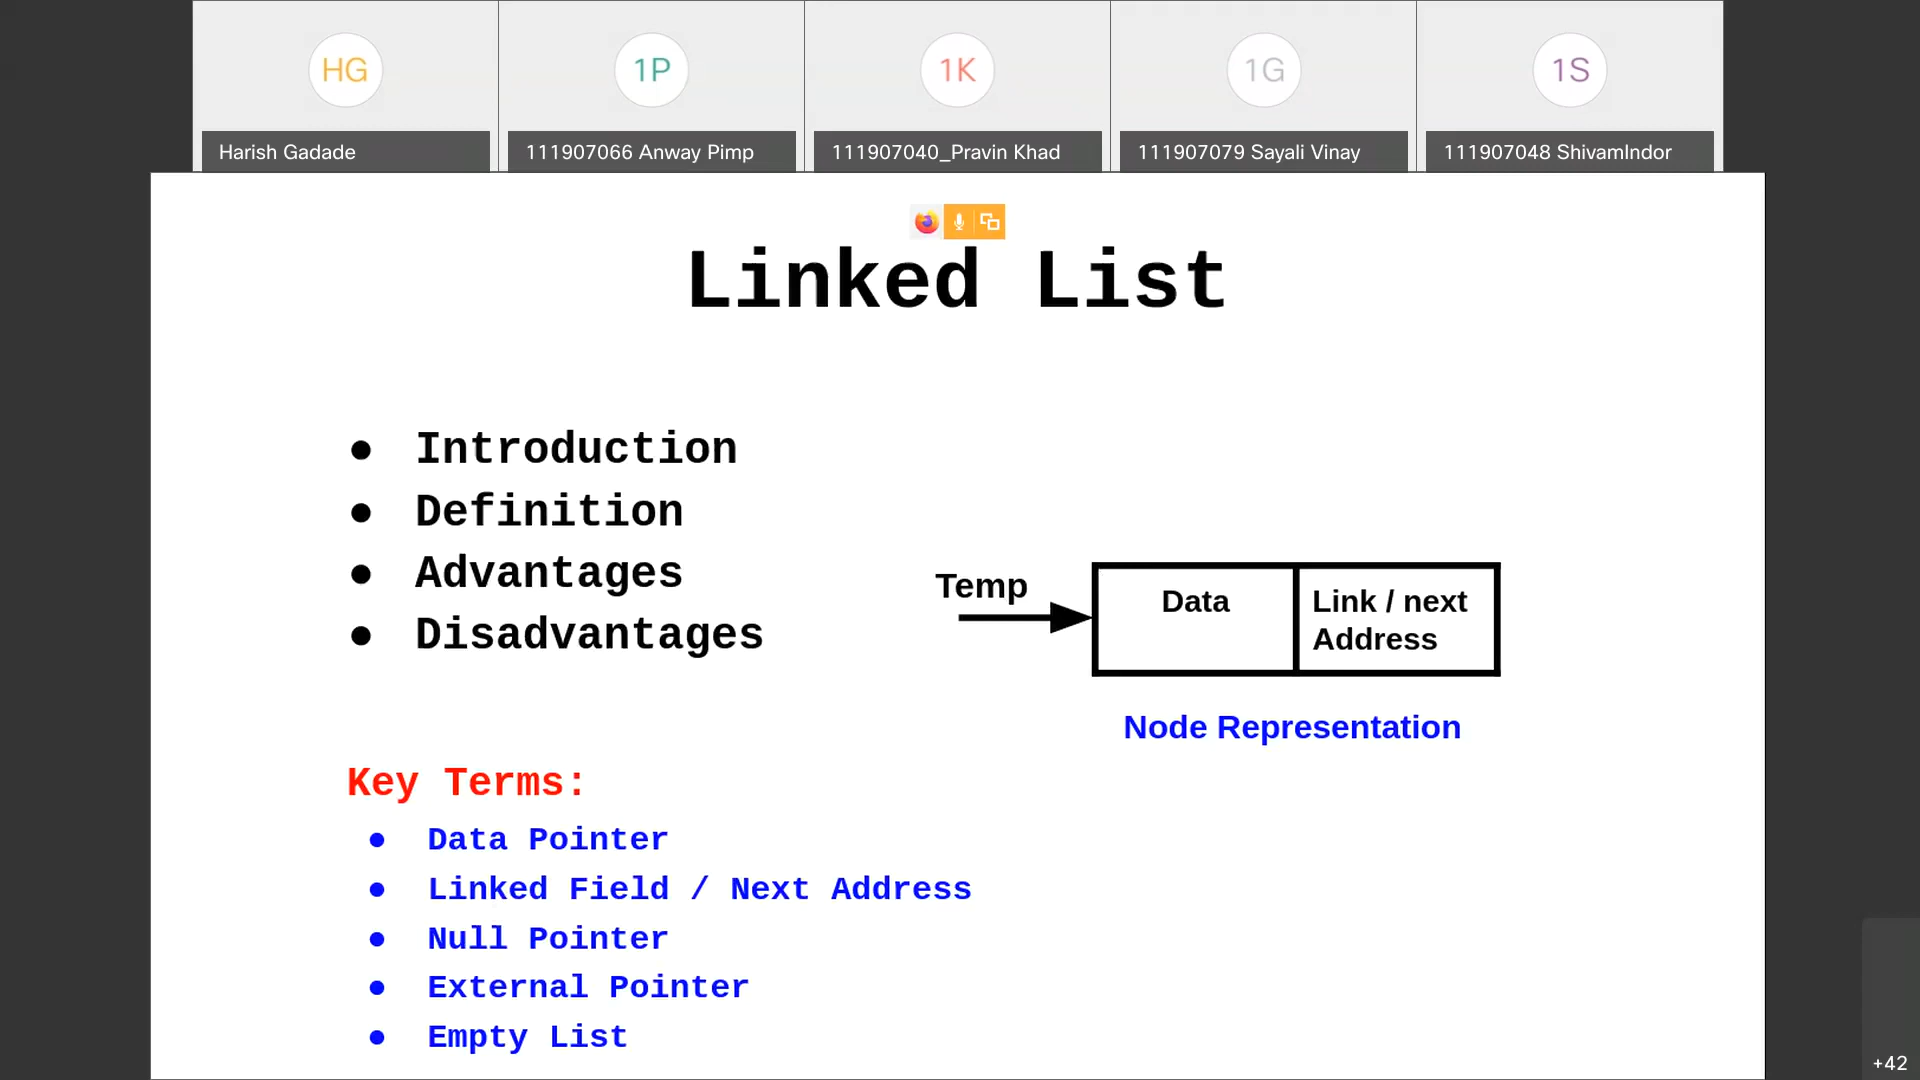 HG
1P
1K
1G
1S
Harish Gadade
111907066 Anway Pimp
111907040_Pravin Khad
111907079 Sayali Vinay
111907048 ShivamIndor
Linked List
● Introduction
● Definition
● Advantages
● Disadvantages
Temp
Data
Link / next
Address
Node Representation
Key Terms:
● Data Pointer
● Linked Field / Next Address
● Null Pointer
● External Pointer
● Empty List
+42